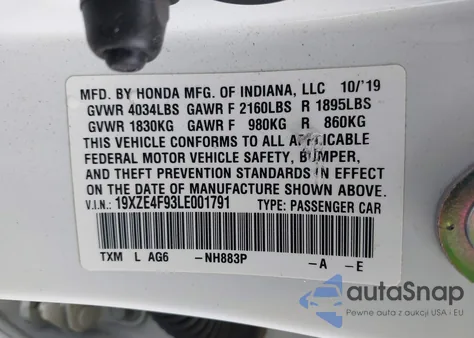 MFD. BY HONDA MFG. OF INDIANA, LLC 10/'19
GVWR 4034LBS GAWR F 2160LBS R 1895LBS
GVWR 1830KG GAWR F 980KG R 860KG
THIS VEHICLE CONFORMS TO ALL APPLICABLE
FEDERAL MOTOR VEHICLE SAFETY, BUMPER,
AND THEFT PREVENTION STANDARDS IN EFFECT
ON THE DATE OF MANUFACTURE SHOWN ABOVE.
V.I.N.: 19XZE4F93LE001791 TYPE: PASSENGER CAR
TXM L AG6 -NH883P -A -E
autoSnap
Pewne auta z depozytu USA - EU